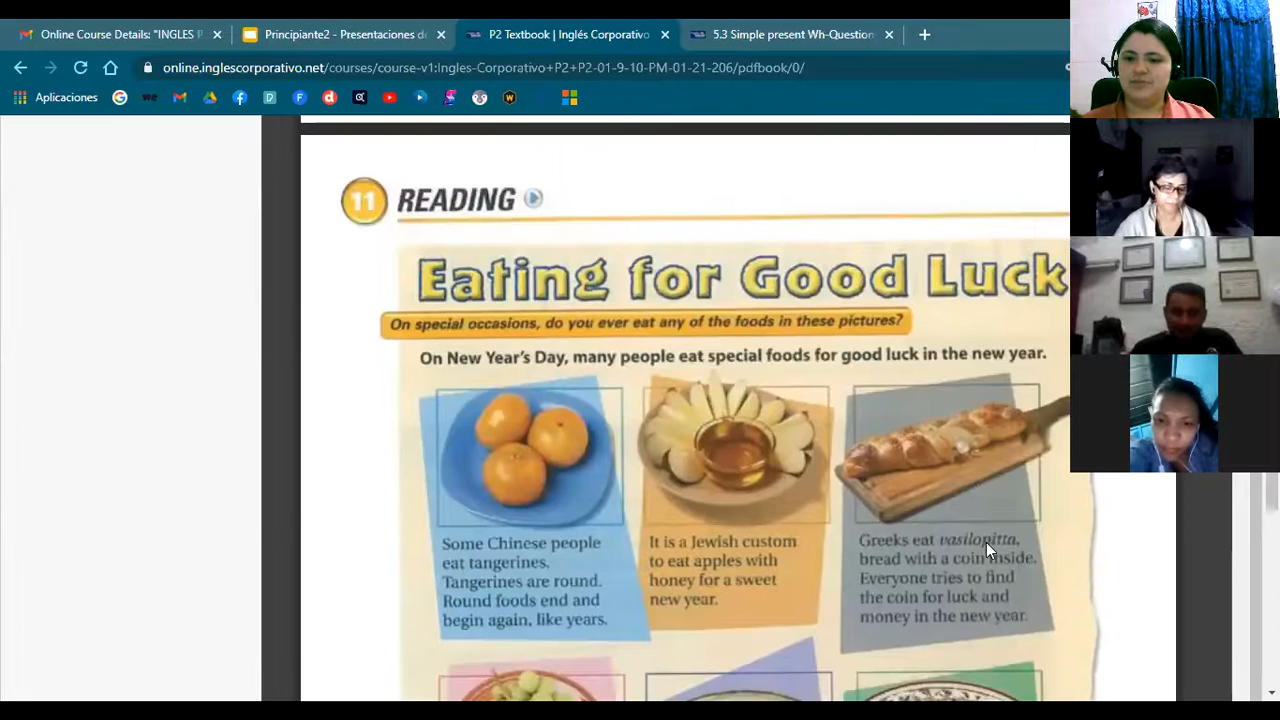 Online Course Details: "INGLES P
Principiante2 - Presentaciones de
P2 Textbook | Inglés Corporativo
5.3 Simple present Wh-Question
online.inglescorporativo.net/courses/course-v1:Ingles-Corporativo+P2+P2-01-9-10-PM-01-21-206/pdfbook/0/
Aplicaciones
11 READING
Eating for Good Luck
On special occasions, do you ever eat any of the foods in these pictures?
On New Year's Day, many people eat special foods for good luck in the new year.
Some Chinese people
eat tangerines.
Tangerines are round.
Round foods end and
begin again, like years.
It is a Jewish custom
to eat apples with
honey for a sweet
new year.
Greeks eat vasilopitta,
bread with a coin inside.
Everyone tries to find
the coin for luck and
money in the new year.